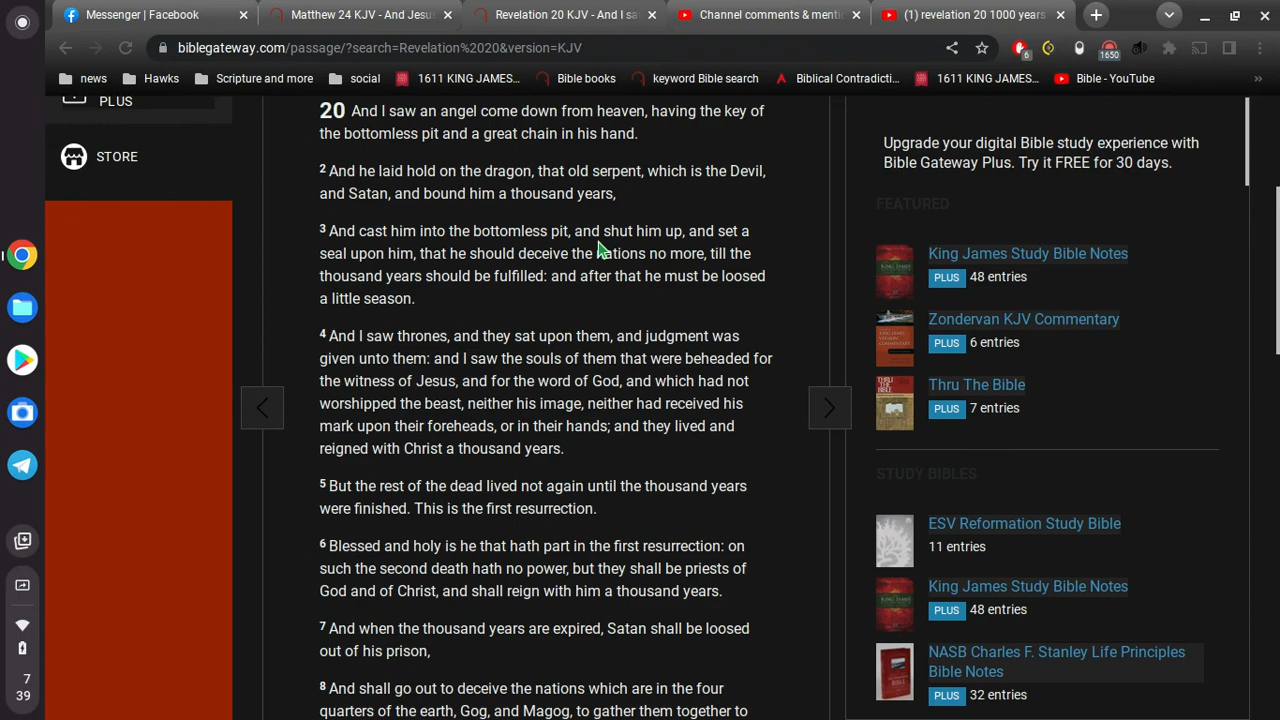 Messenger | Facebook
Matthew 24 KJV - And Jesu
Revelation 20 KJV - And I sa
Channel comments & menti
(1) revelation 20 1000 years
biblegateway.com/passage/?search=Revelation%2020&version=KJV
6
1650
news
Hawks
Scripture and more
social
1611 KING JAMES...
Bible books
keyword Bible search
Biblical Contradicti...
1611 KING JAMES...
Bible - YouTube
»
PLUS
STORE
20 And I saw an angel come down from heaven, having the key of
the bottomless pit and a great chain in his hand.
2 And he laid hold on the dragon, that old serpent, which is the Devil,
and Satan, and bound him a thousand years,
3 And cast him into the bottomless pit, and shut him up, and set a
seal upon him, that he should deceive the nations no more, till the
thousand years should be fulfilled: and after that he must be loosed
a little season.
4 And I saw thrones, and they sat upon them, and judgment was
given unto them: and I saw the souls of them that were beheaded for
the witness of Jesus, and for the word of God, and which had not
worshipped the beast, neither his image, neither had received his
mark upon their foreheads, or in their hands; and they lived and
reigned with Christ a thousand years.
5 But the rest of the dead lived not again until the thousand years
were finished. This is the first resurrection.
6 Blessed and holy is he that hath part in the first resurrection: on
such the second death hath no power, but they shall be priests of
God and of Christ, and shall reign with him a thousand years.
7 And when the thousand years are expired, Satan shall be loosed
out of his prison,
8 And shall go out to deceive the nations which are in the four
quarters of the earth, Gog, and Magog, to gather them together to
Upgrade your digital Bible study experience with
Bible Gateway Plus. Try it FREE for 30 days.
FEATURED
King James Study Bible Notes
PLUS 48 entries
Zondervan KJV Commentary
PLUS 6 entries
Thru The Bible
PLUS 7 entries
STUDY BIBLES
ESV Reformation Study Bible
11 entries
King James Study Bible Notes
PLUS 48 entries
NASB Charles F. Stanley Life Principles
Bible Notes
PLUS 32 entries
7
39